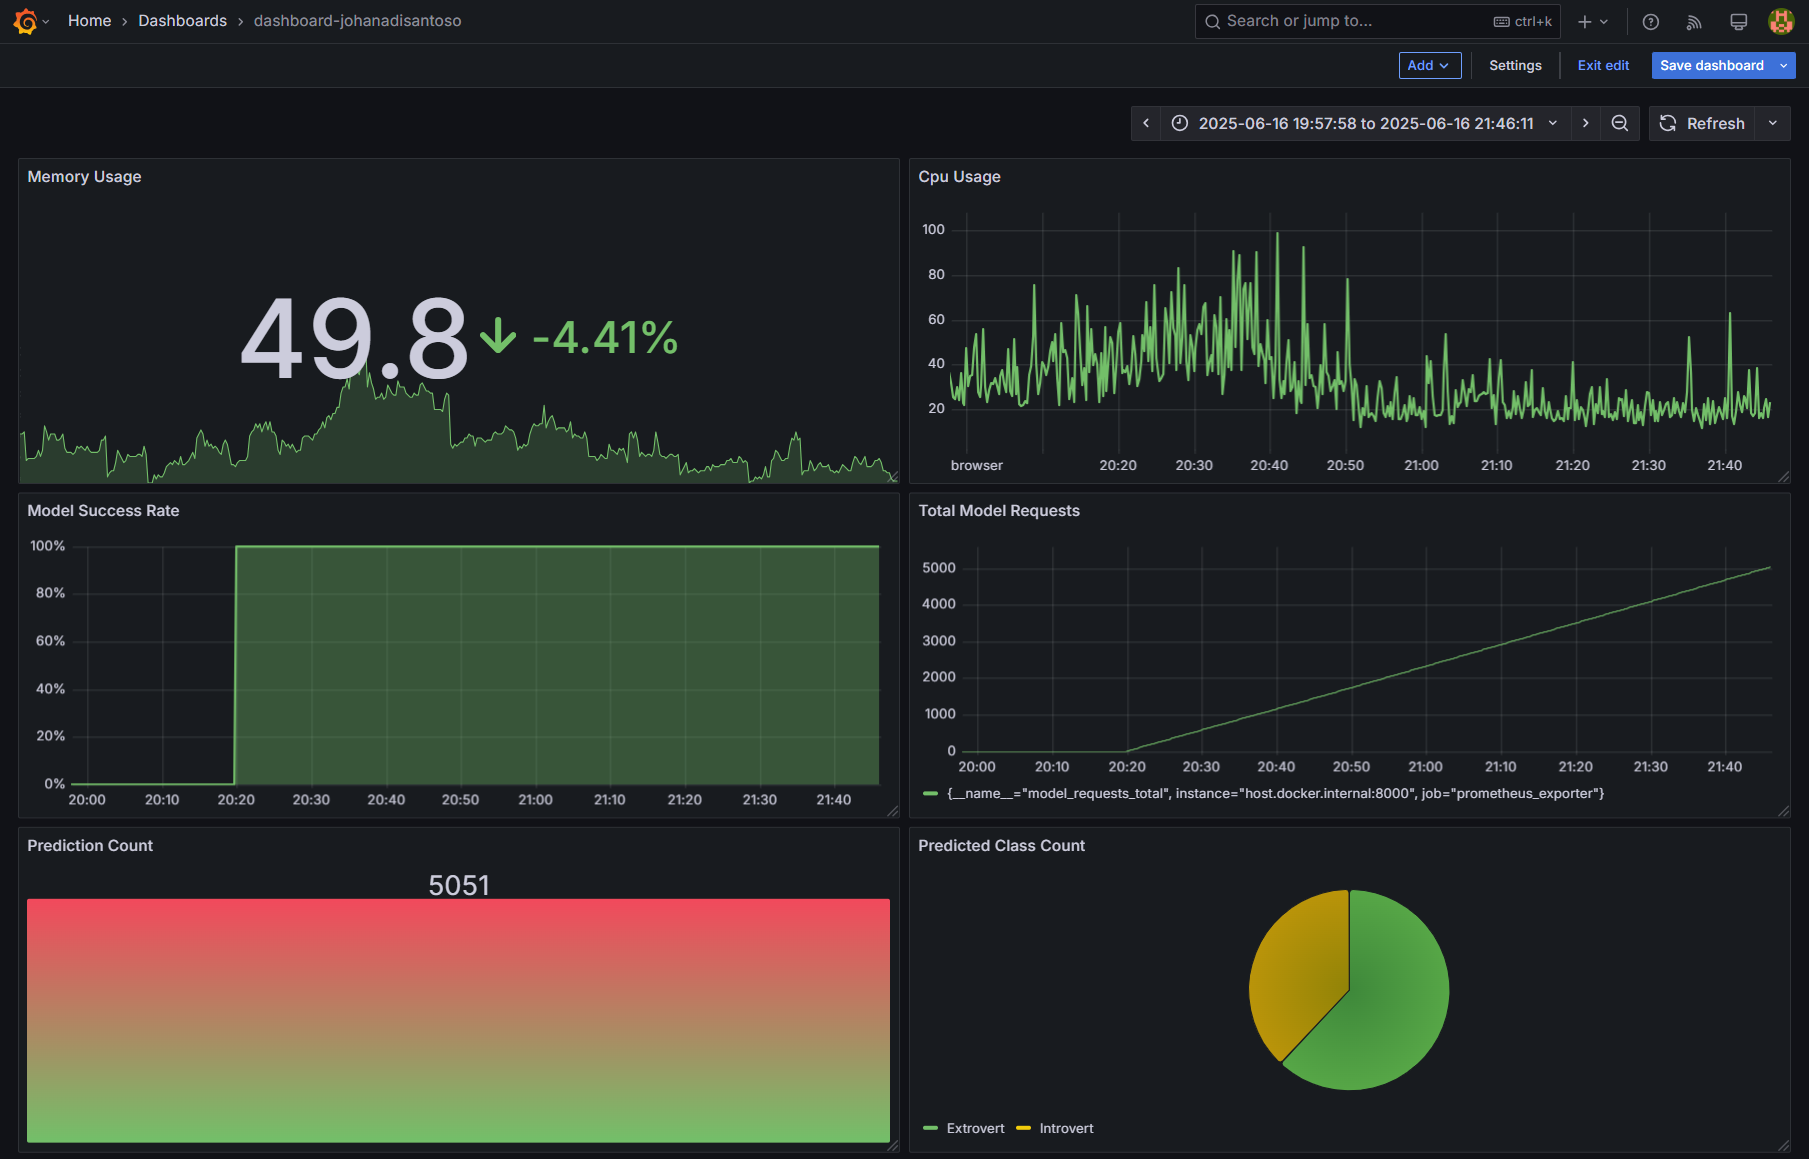 Home › Dashboards › dashboard-johanadisantoso
Search or jump to... ctrl+k
Add Settings Exit edit Save dashboard
2025-06-16 19:57:58 to 2025-06-16 21:46:11 Refresh
Memory Usage
49.8 -4.41%
Cpu Usage
100
80
60
40
20
browser 20:20 20:30 20:40 20:50 21:00 21:10 21:20 21:30 21:40
Model Success Rate
100%
80%
60%
40%
20%
0%
20:00 20:10 20:20 20:30 20:40 20:50 21:00 21:10 21:20 21:30 21:40
Total Model Requests
5000
4000
3000
2000
1000
0
20:00 20:10 20:20 20:30 20:40 20:50 21:00 21:10 21:20 21:30 21:40
{__name__="model_requests_total", instance="host.docker.internal:8000", job="prometheus_exporter"}
Prediction Count
5051
Predicted Class Count
Extrovert Introvert